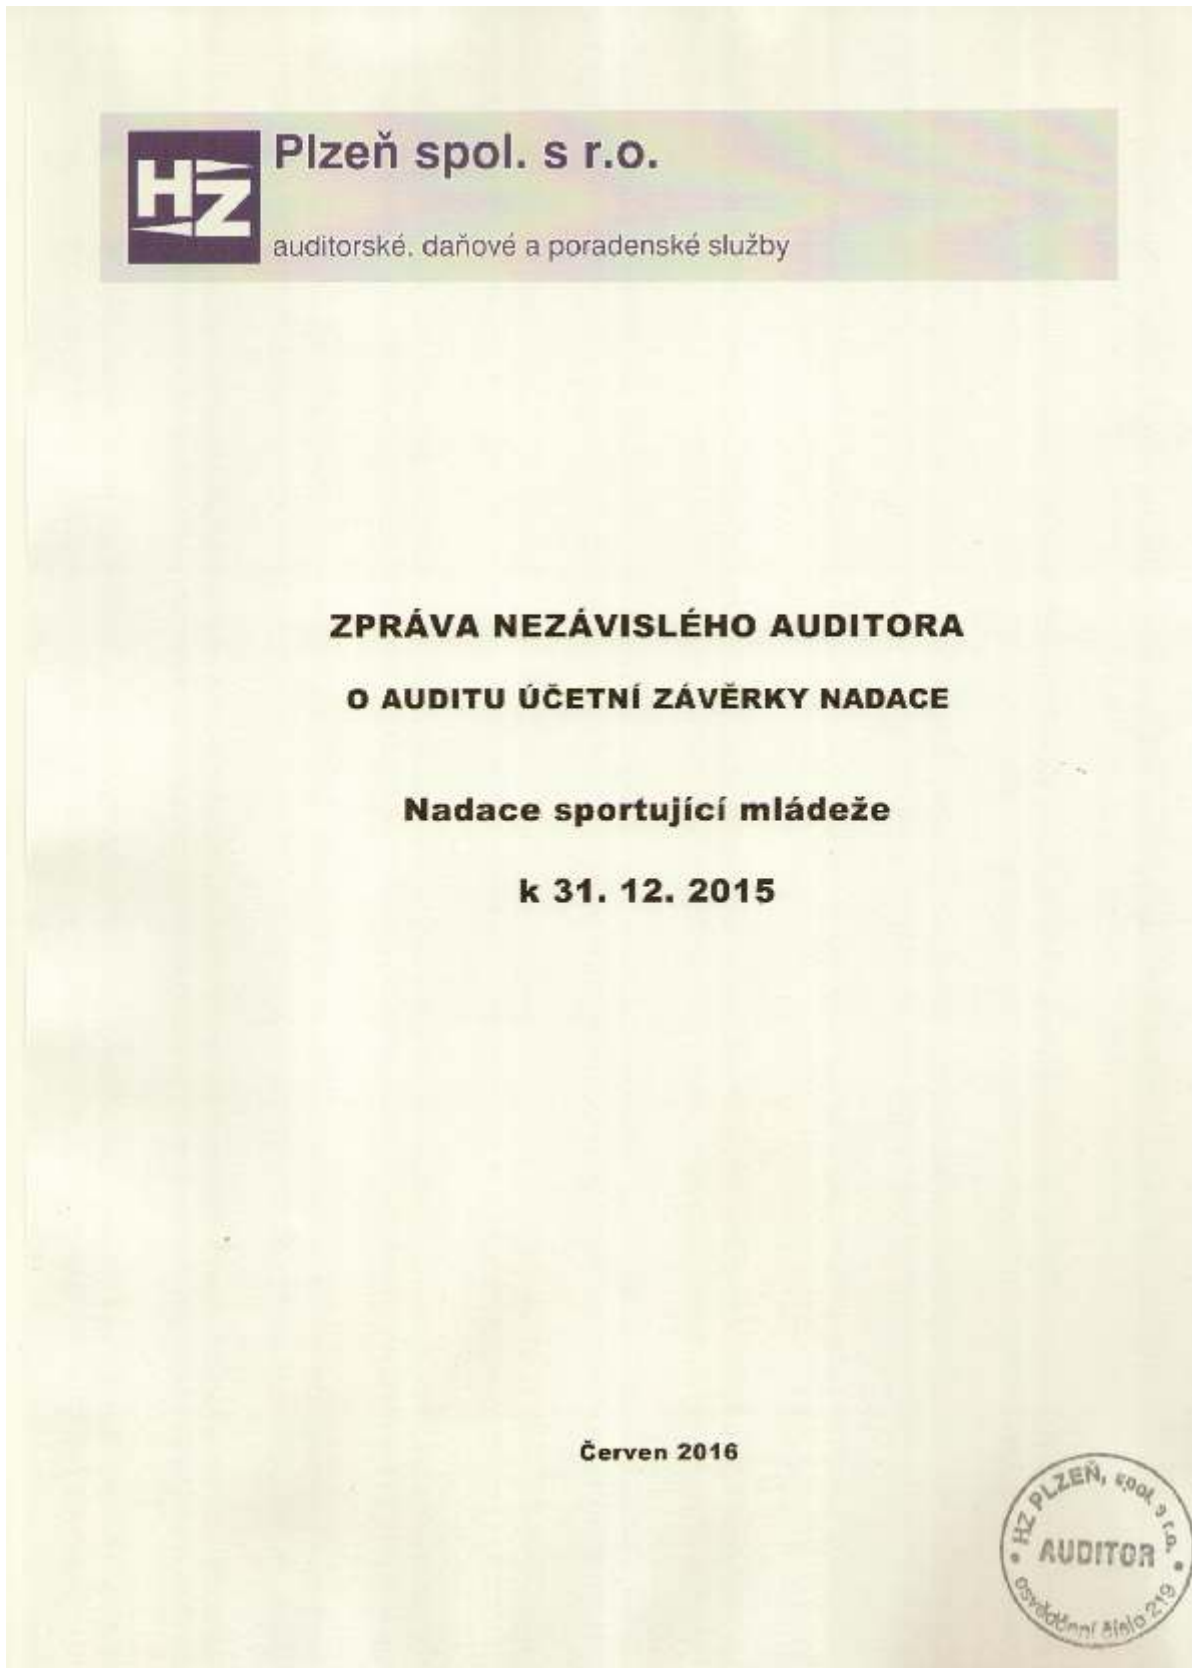 HZ
Plzeň spol. s r.o.
auditorské, daňové a poradenské služby
ZPRÁVA NEZÁVISLÉHO AUDITORA
O AUDITU ÚČETNÍ ZÁVĚRKY NADACE
Nadace sportující mládeže
k 31. 12. 2015
Červen 2016
HZ PLZEŇ, spol. s r.o.
AUDITOR
osvědčení číslo 219